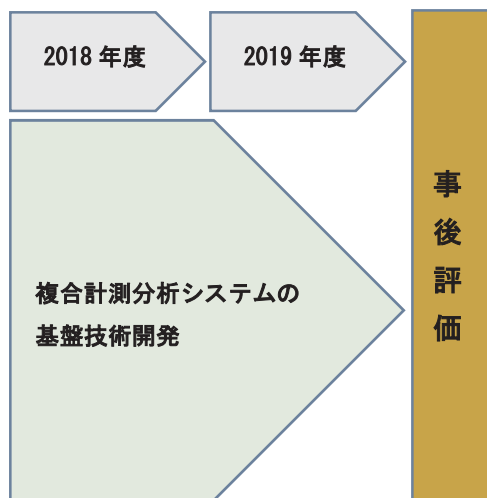 2018 年度
2019 年度
複合計測分析システムの
基盤技術開発
事後評価